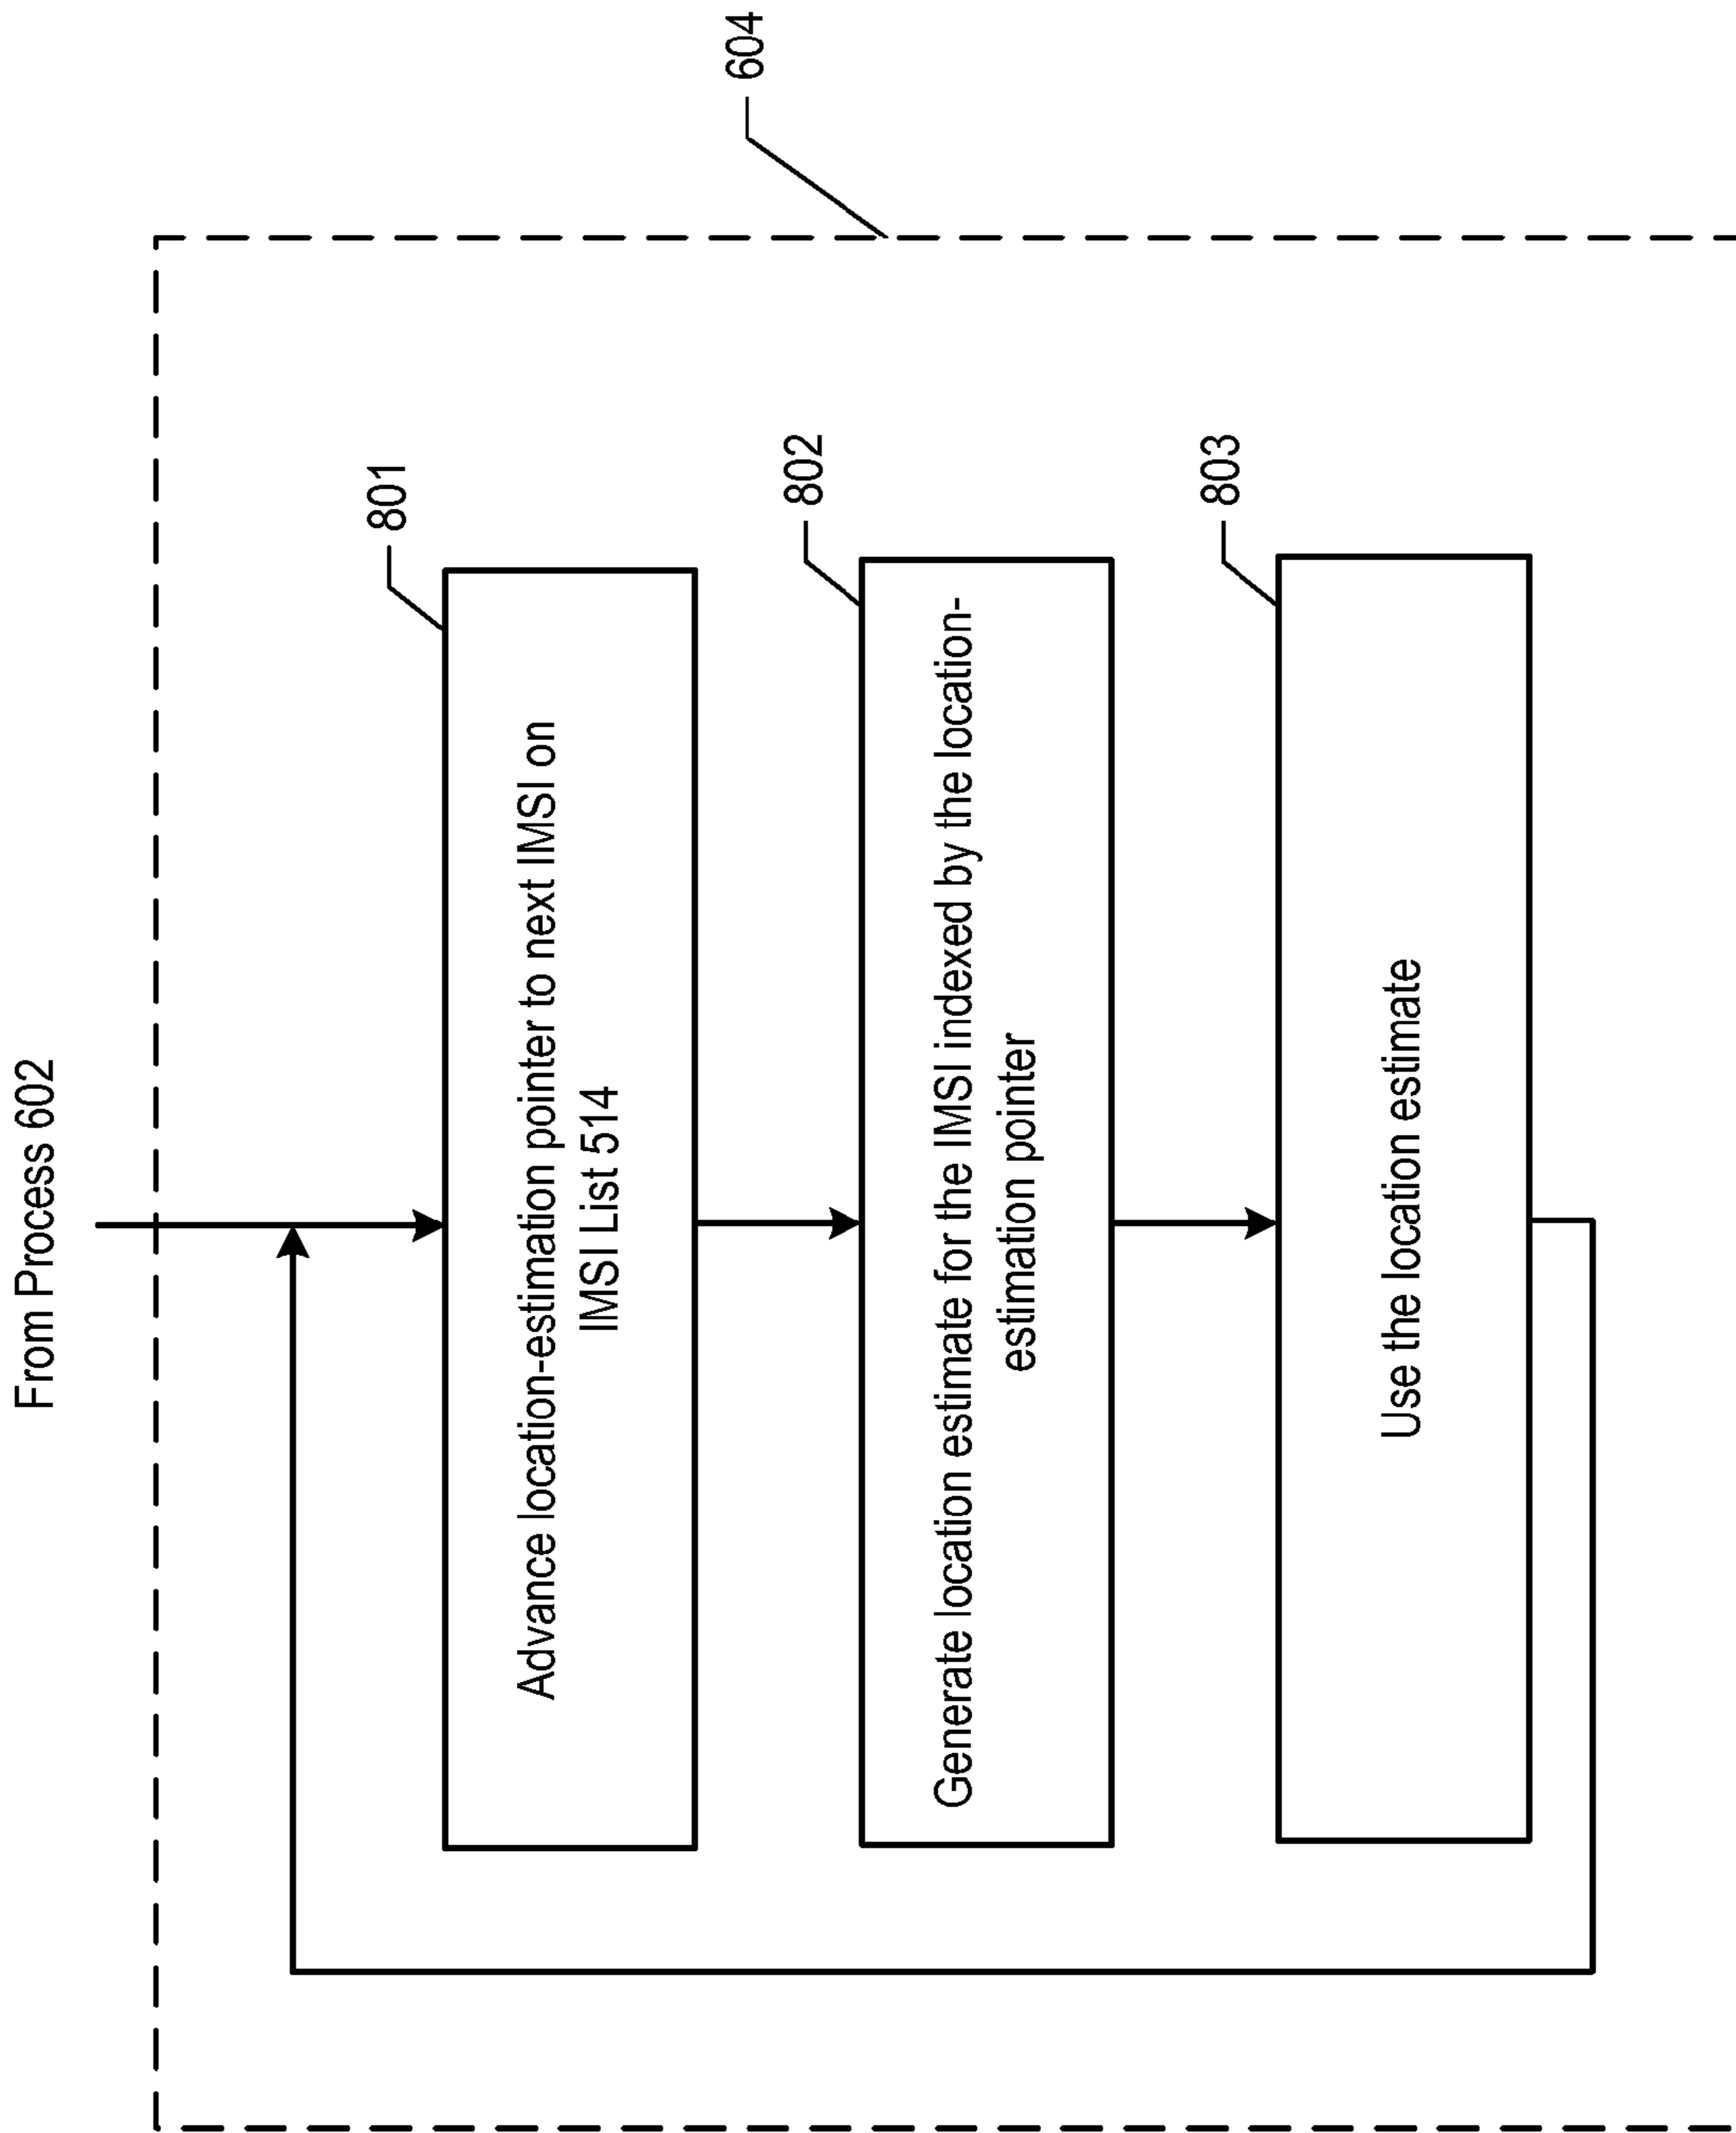 From Process 602
604
801
Advance location-estimation pointer to next IMSI on
IMSI List 514
802
Generate location estimate for the IMSI indexed by the location-
estimation pointer
803
Use the location estimate